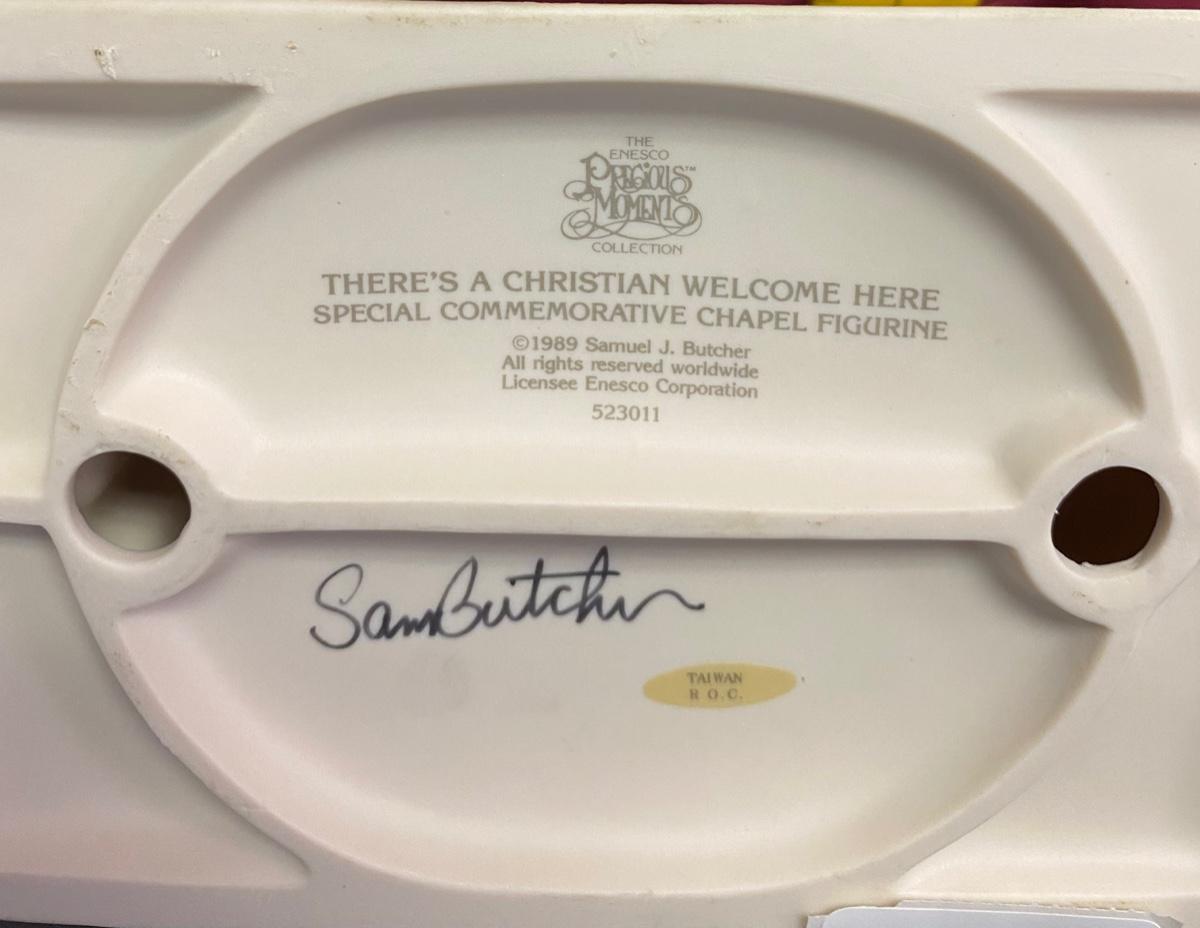 THE
ENESCO
PRECIOUS™
MOMENTS
COLLECTION
THERE'S A CHRISTIAN WELCOME HERE
SPECIAL COMMEMORATIVE CHAPEL FIGURINE
©1989 Samuel J. Butcher
All rights reserved worldwide
Licensee Enesco Corporation
523011
Sam Butcher
TAIWAN
R.O.C.